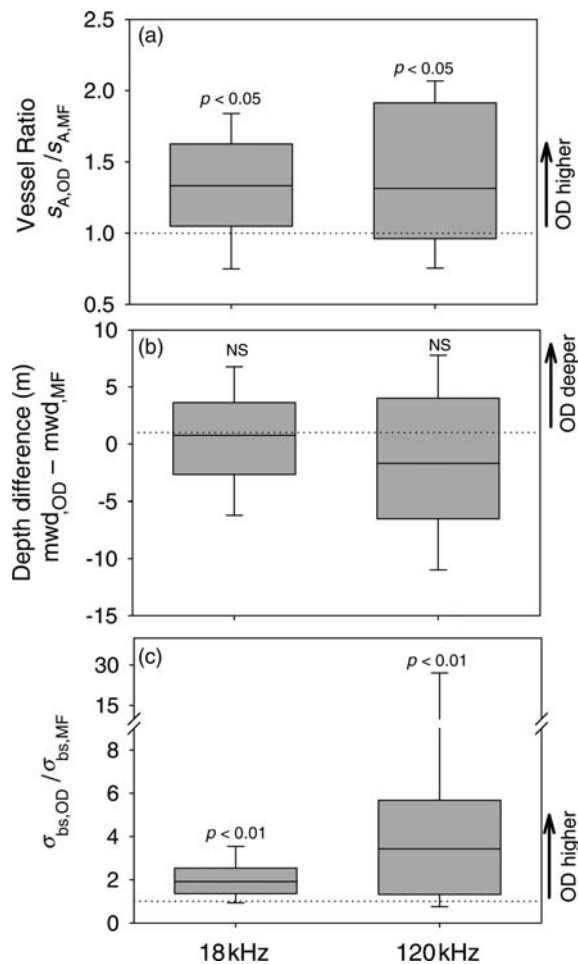 (a)
2.5
2.0
1.5
1.0
0.5
Vessel Ratio
s_A,OD / s_A,MF
p < 0.05
p < 0.05
OD higher
(b)
10
5
0
-5
-10
-15
Depth difference (m)
mwd,OD − mwd,MF
NS
NS
OD deeper
(c)
30
15
8
6
4
2
0
σbs,OD / σbs,MF
p < 0.01
p < 0.01
OD higher
18kHz
120kHz